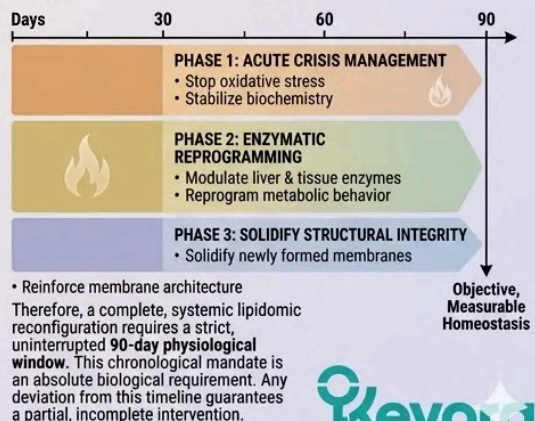 Days 30 60 90
PHASE 1: ACUTE CRISIS MANAGEMENT
• Stop oxidative stress
• Stabilize biochemistry
PHASE 2: ENZYMATIC
REPROGRAMMING
• Modulate liver & tissue enzymes
• Reprogram metabolic behavior
PHASE 3: SOLIDIFY STRUCTURAL INTEGRITY
• Solidify newly formed membranes
• Reinforce membrane architecture
Therefore, a complete, systemic lipidomic
reconfiguration requires a strict,
uninterrupted 90-day physiological
window. This chronological mandate is
an absolute biological requirement. Any
deviation from this timeline guarantees
a partial, incomplete intervention.
Objective,
Measurable
Homeostasis